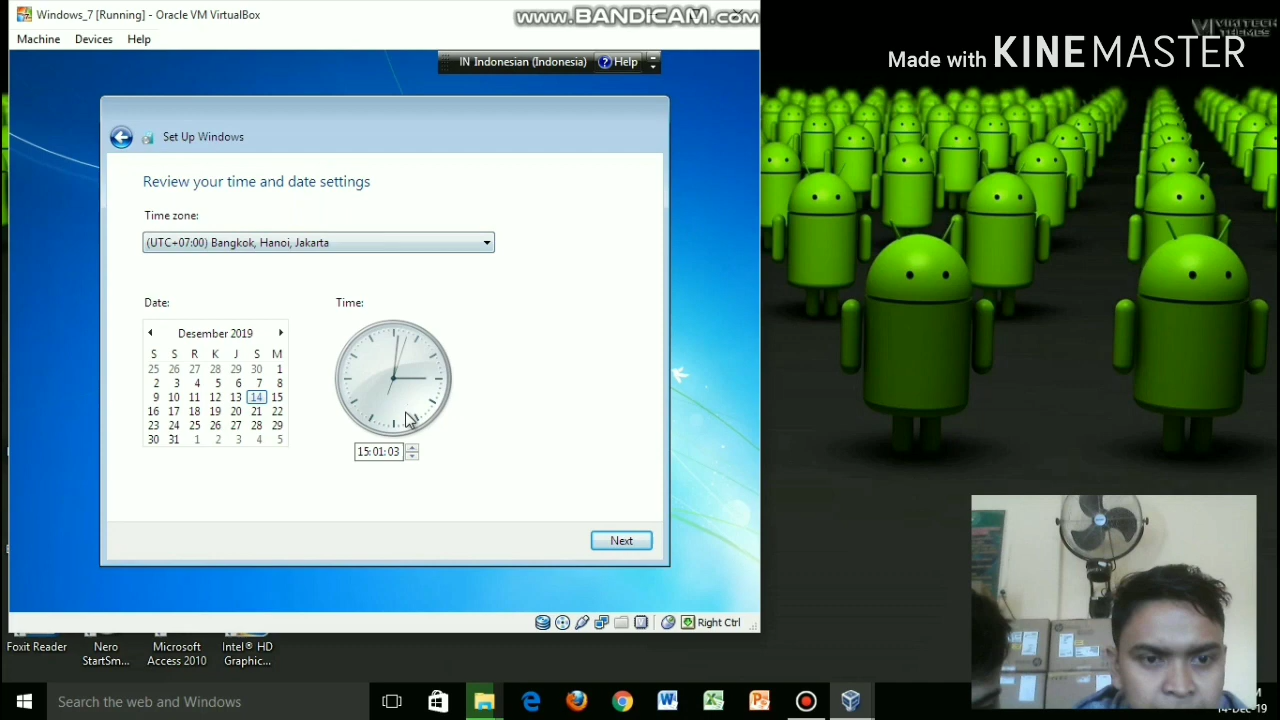 Windows_7 [Running] - Oracle VM VirtualBox
www.BANDICAM.com
Machine Devices Help
VIKITECH
THEMES
Made with KINEMASTER
IN Indonesian (Indonesia) Help
Set Up Windows
Review your time and date settings
Time zone:
(UTC+07:00) Bangkok, Hanoi, Jakarta
Date: Time:
Desember 2019
S S R K J S M
25 26 27 28 29 30 1
2 3 4 5 6 7 8
9 10 11 12 13 14 15
16 17 18 19 20 21 22
23 24 25 26 27 28 29
30 31 1 2 3 4 5
15:01:03
Next
Right Ctrl
Foxit Reader
Nero
StartSm...
Microsoft
Access 2010
Intel® HD
Graphic...
Search the web and Windows
14-Dec-19